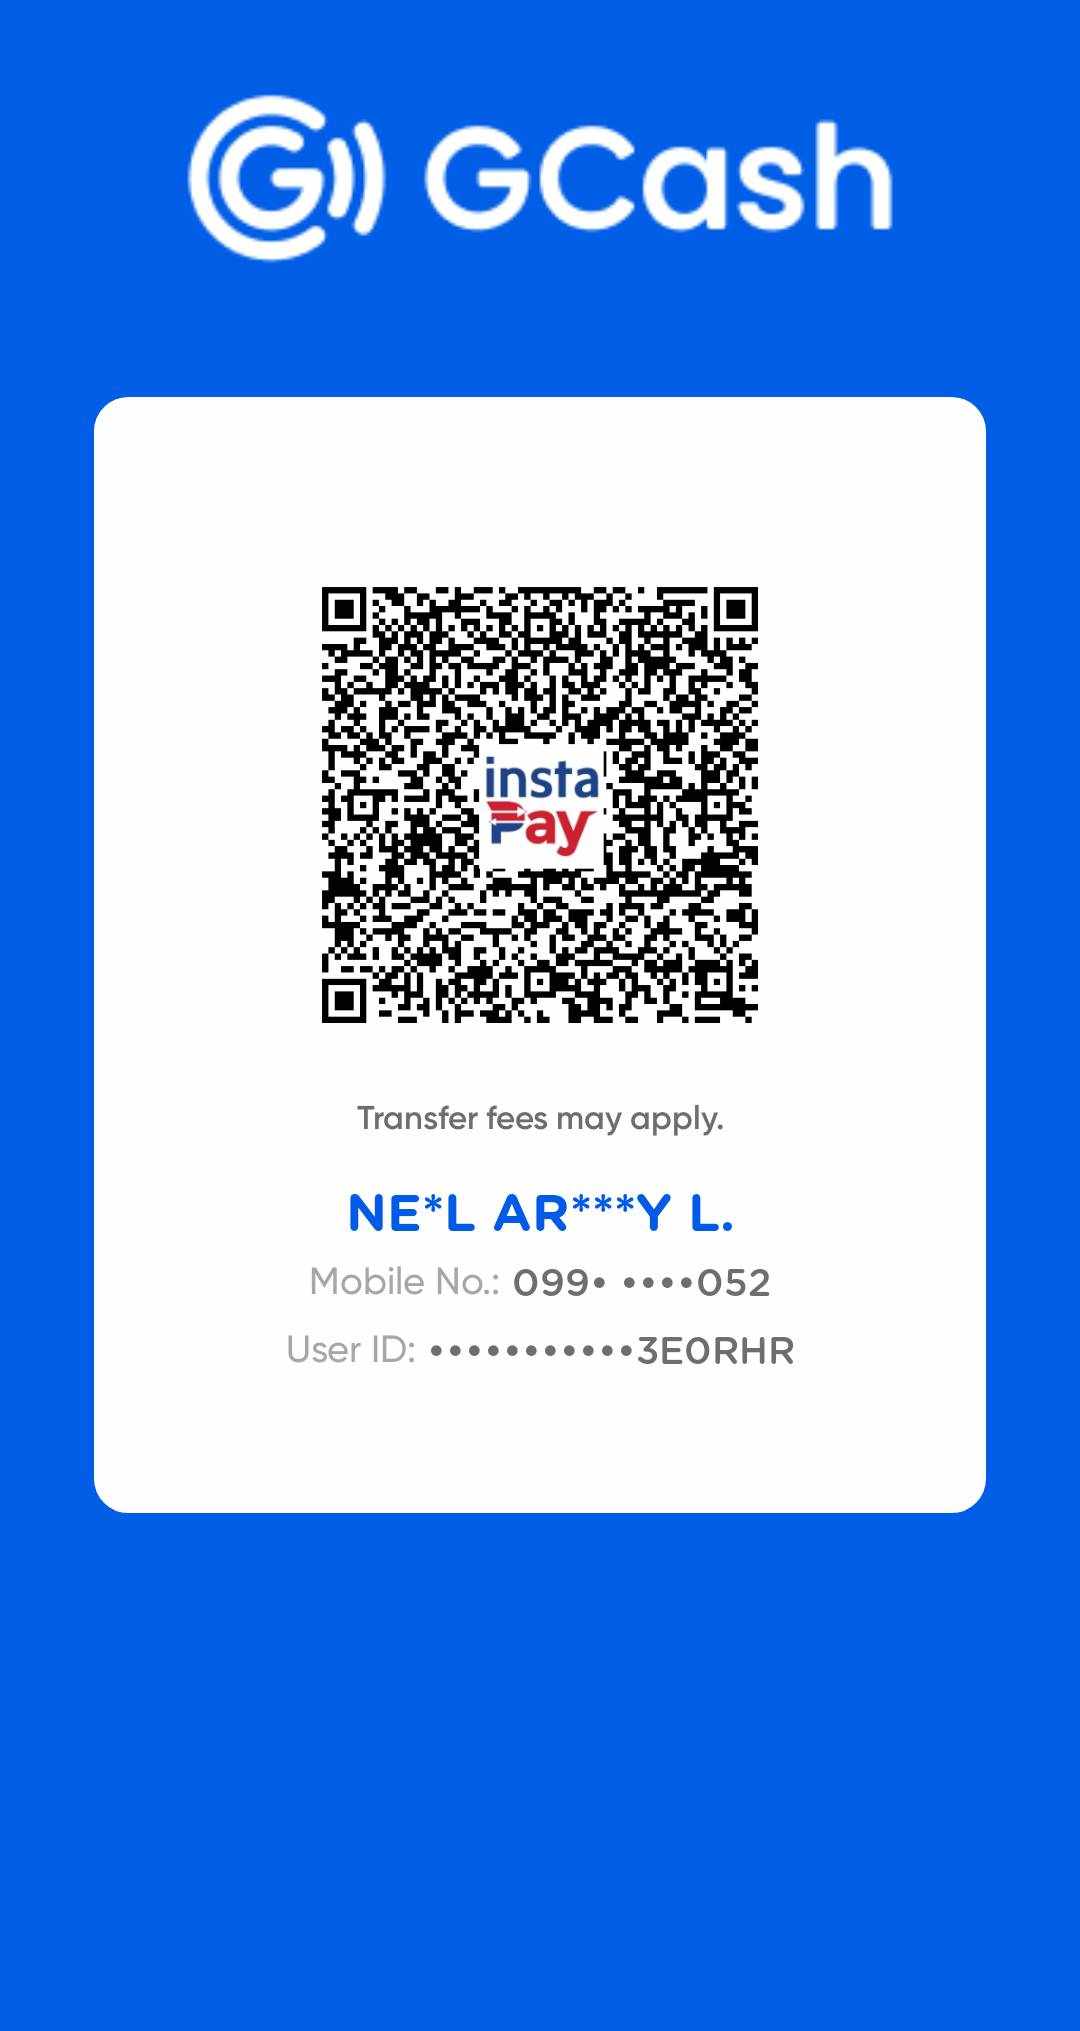 GCash
insta
Pay
Transfer fees may apply.
NE*L AR***Y L.
Mobile No.: 099• ••••052
User ID: •••••••••••3E0RHR